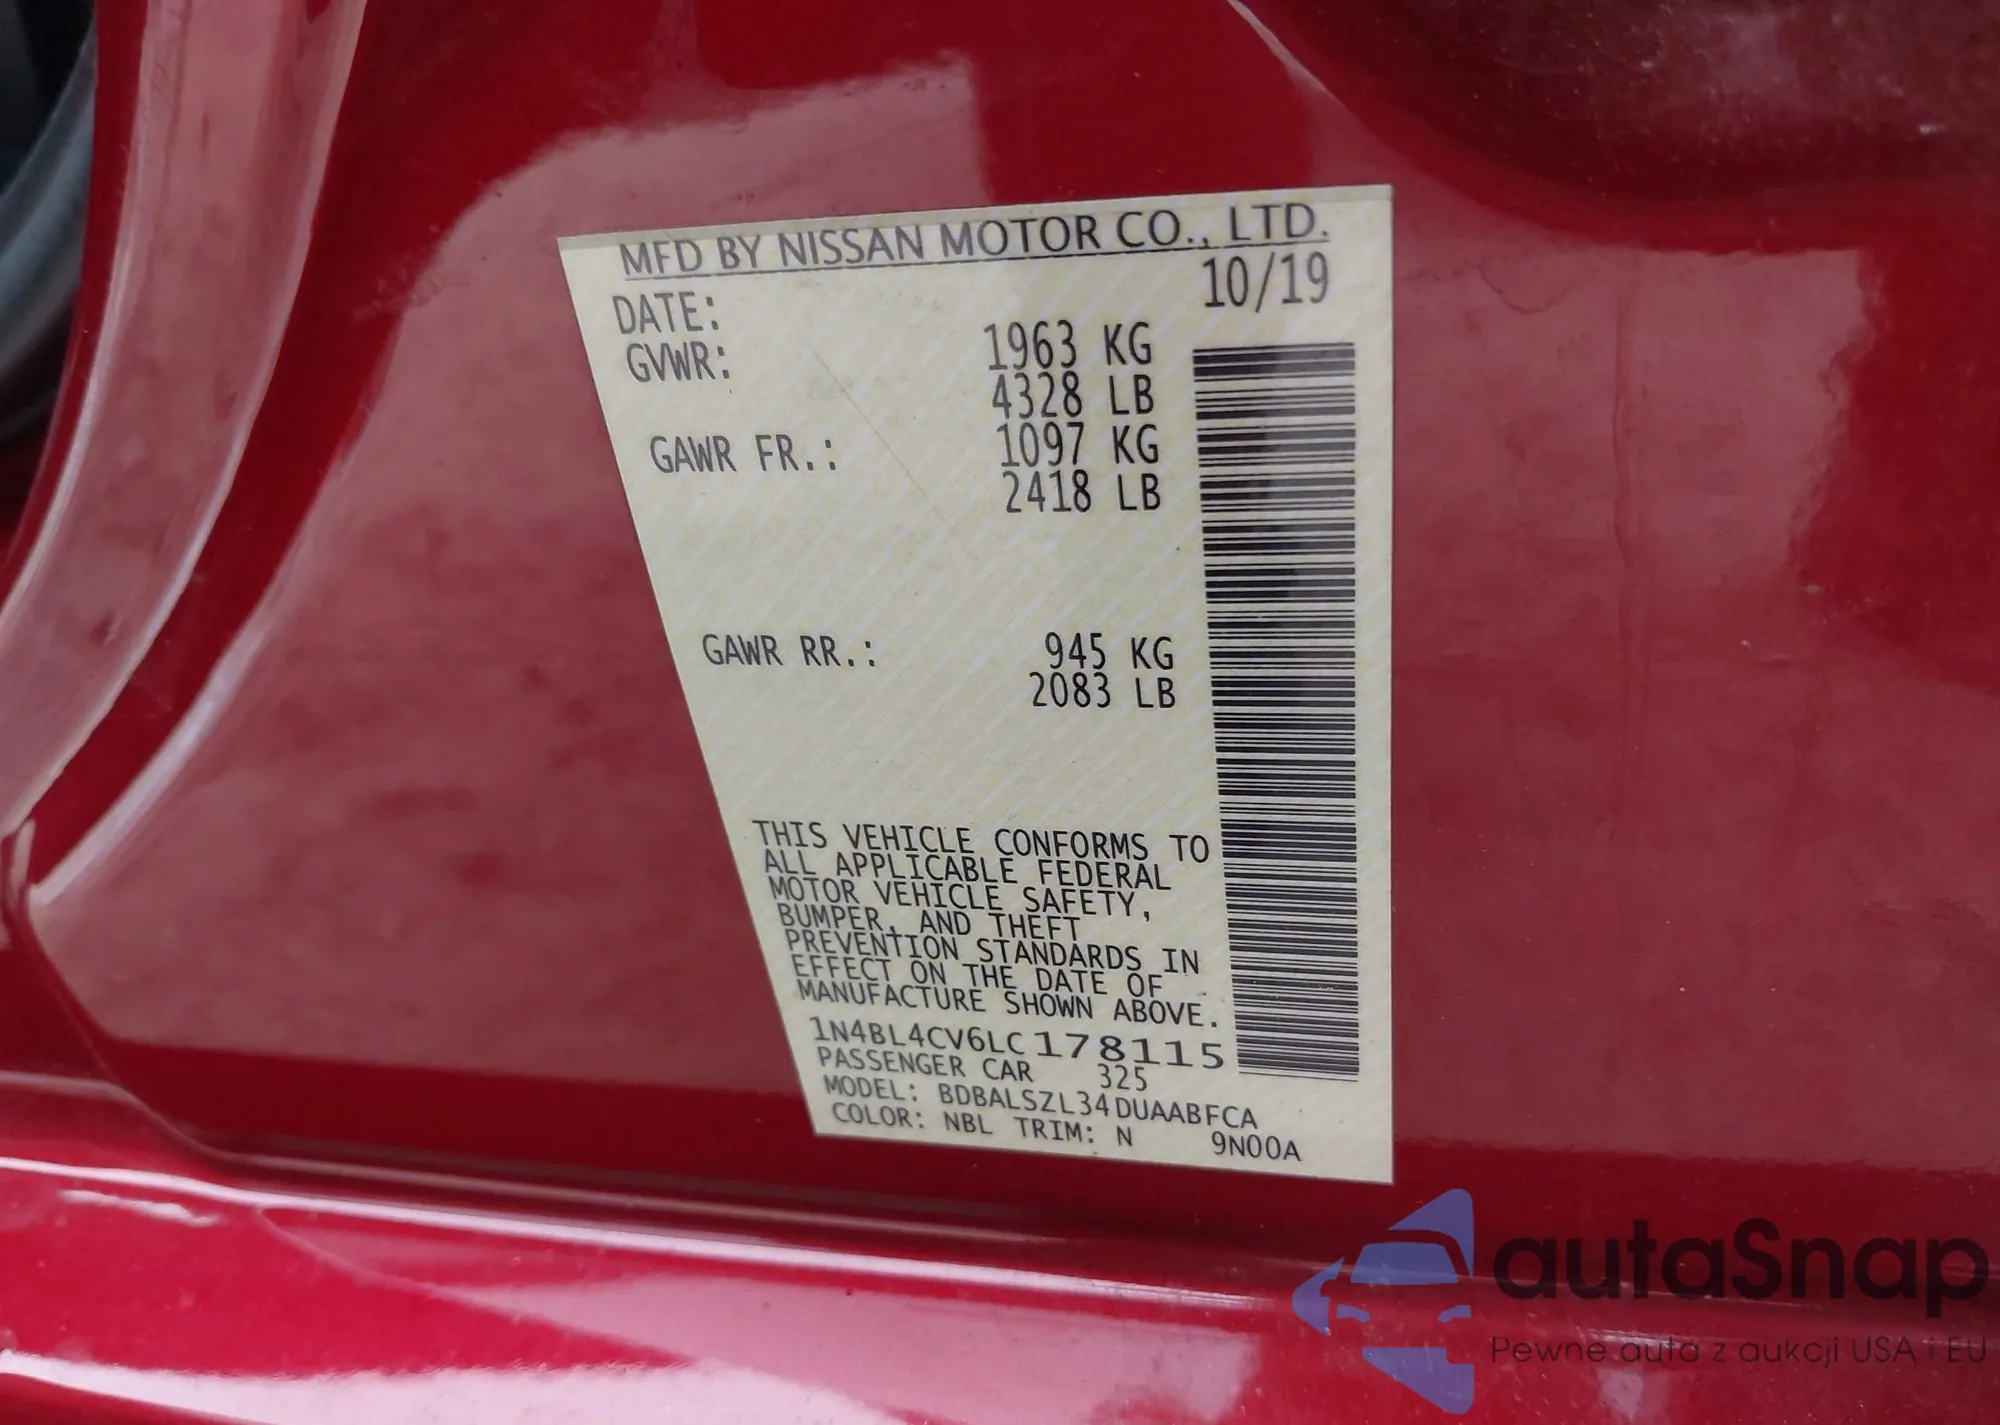 MFD BY NISSAN MOTOR CO., LTD.
DATE: 10/19
GVWR: 1963 KG
4328 LB
GAWR FR.: 1097 KG
2418 LB
GAWR RR.: 945 KG
2083 LB
THIS VEHICLE CONFORMS TO
ALL APPLICABLE FEDERAL
MOTOR VEHICLE SAFETY,
BUMPER, AND THEFT
PREVENTION STANDARDS IN
EFFECT ON THE DATE OF
MANUFACTURE SHOWN ABOVE.
1N4BL4CV6LC178115
PASSENGER CAR 325
MODEL: BDBALSZL34DUAABFCA
COLOR: NBL TRIM: N 9N00A
autaSnap
Pewne auta z aukcji USA i EU